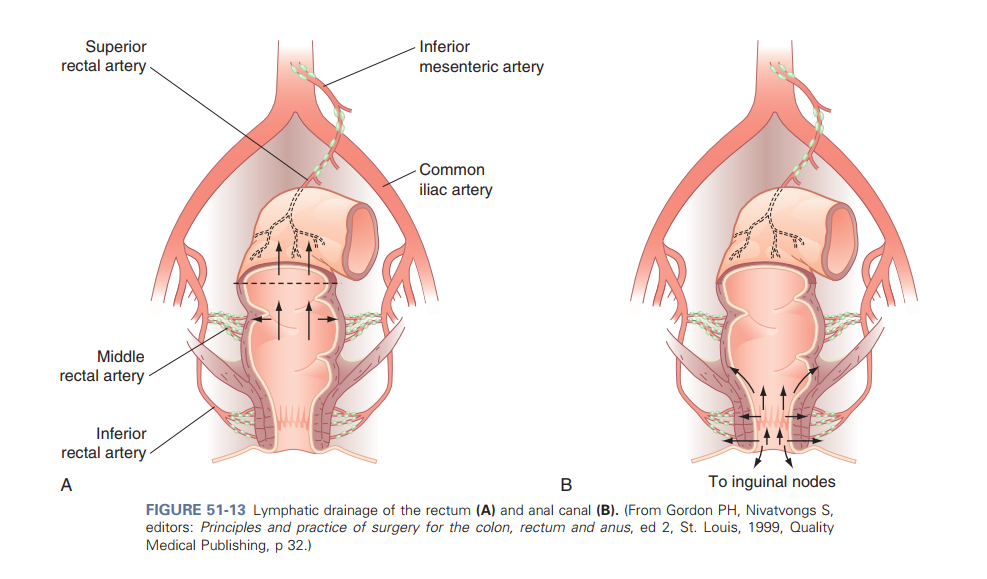 Superior
rectal artery
Inferior
mesenteric artery
Common
iliac artery
Middle
rectal artery
Inferior
rectal artery
A
B
To inguinal nodes
FIGURE 51-13 Lymphatic drainage of the rectum (A) and anal canal (B). (From Gordon PH, Nivatvongs S,
editors: Principles and practice of surgery for the colon, rectum and anus, ed 2, St. Louis, 1999, Quality
Medical Publishing, p 32.)